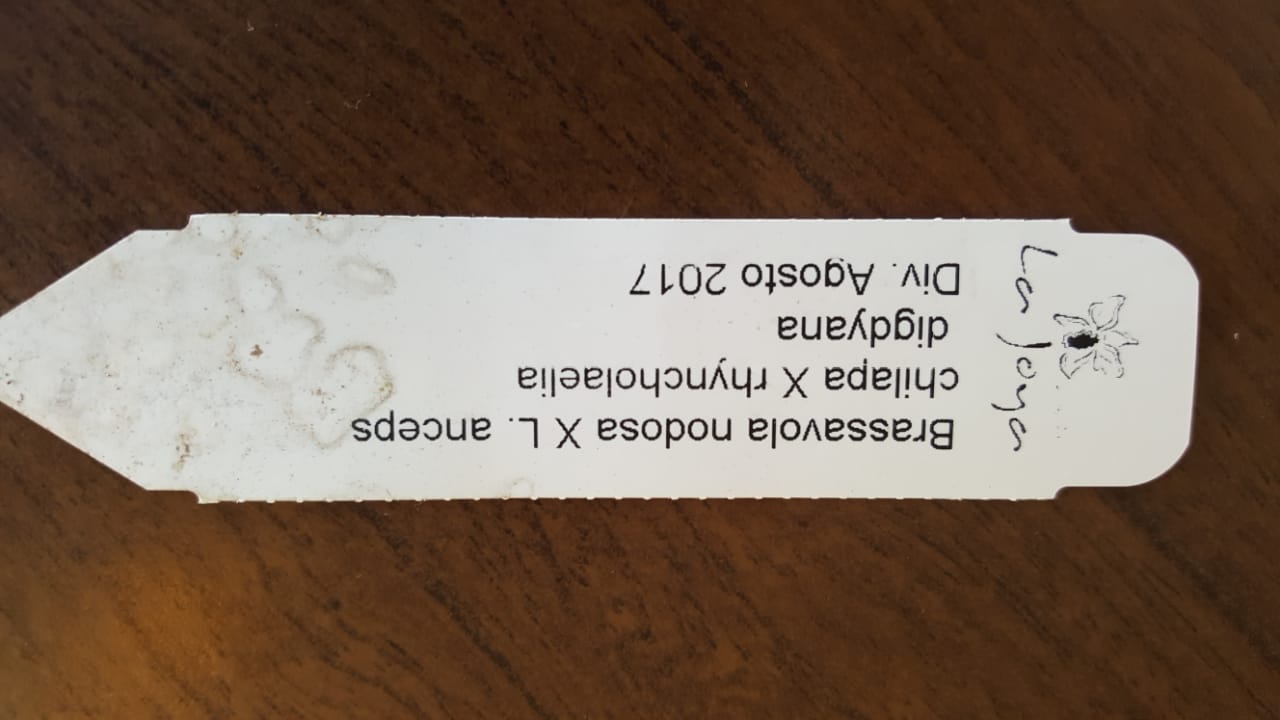 La joya
Brassavola nodosa X L. anceps
chilapa X rhyncholaelia
digdyana
Div. Agosto 2017